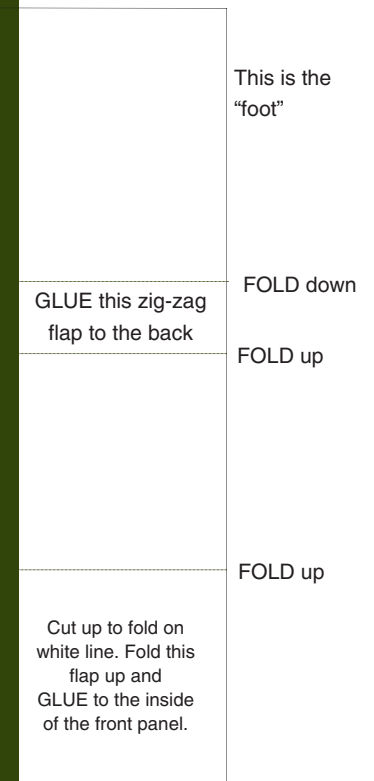 This is the
“foot”
FOLD down
GLUE this zig-zag
flap to the back
FOLD up
FOLD up
Cut up to fold on
white line. Fold this
flap up and
GLUE to the inside
of the front panel.